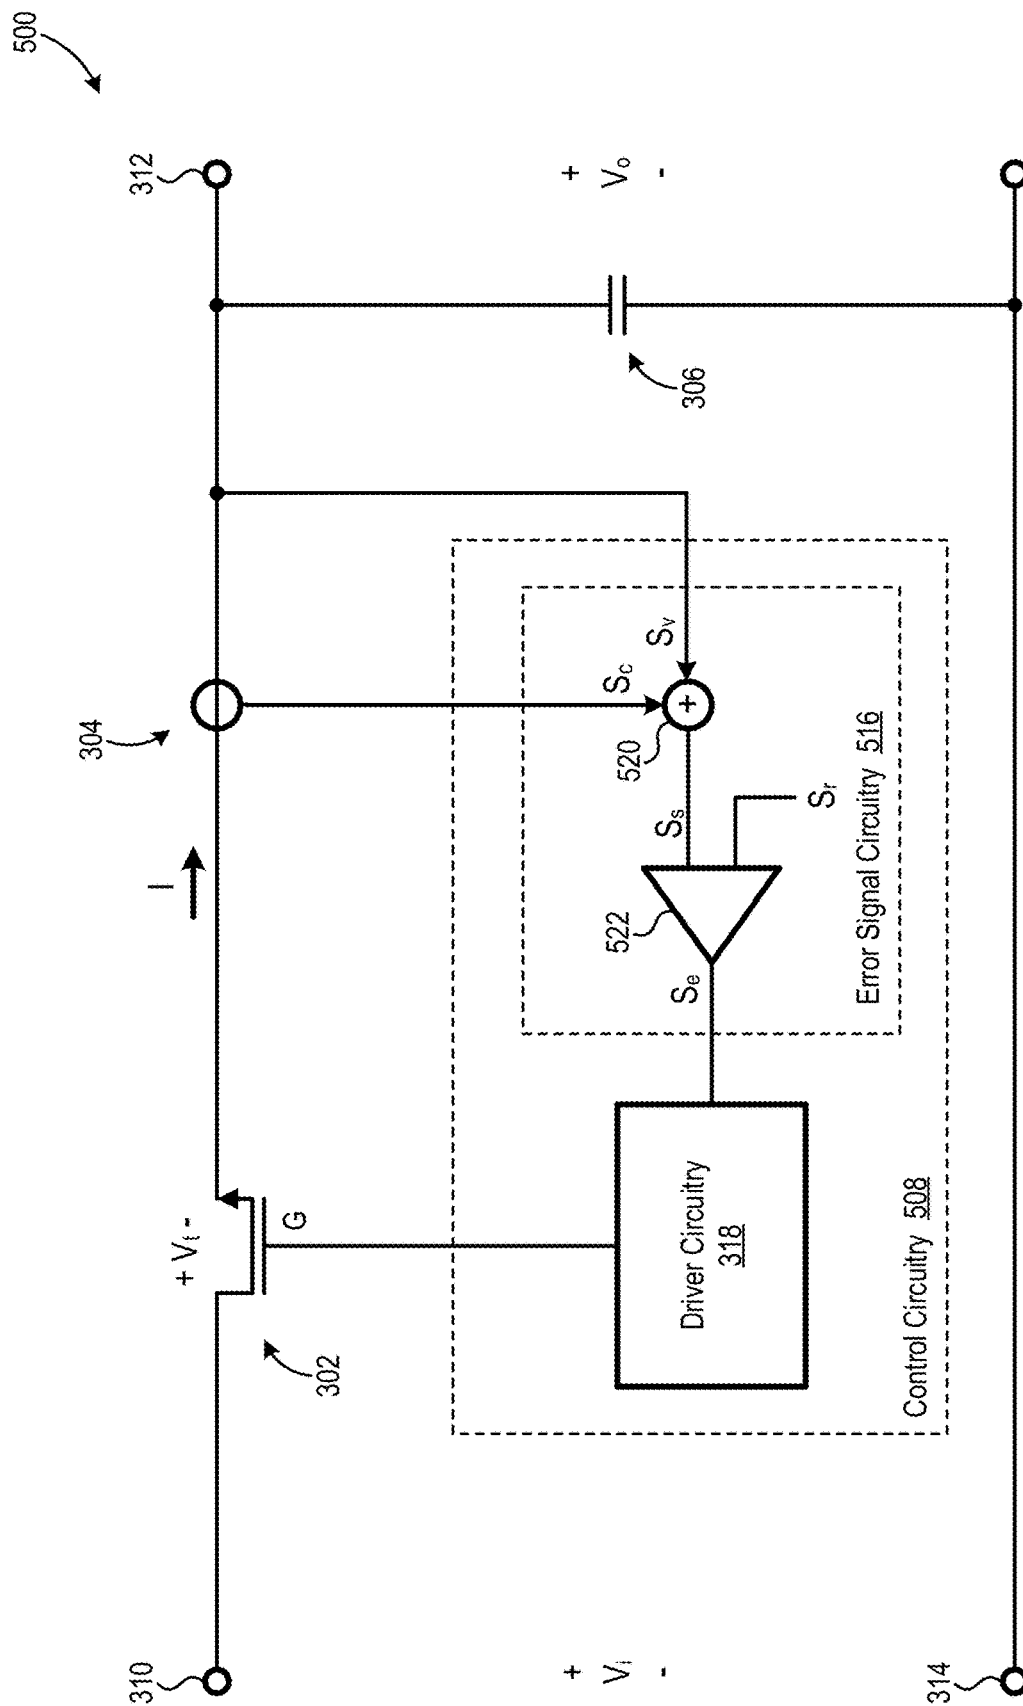 500
310
302
+ Vt -
G
I
304
312
+
Vi
-
Driver Circuitry
318
Se
522
Ss
Sr
520
Sc
Sv
+
Error Signal Circuitry 516
Control Circuitry 508
306
+
Vo
-
314